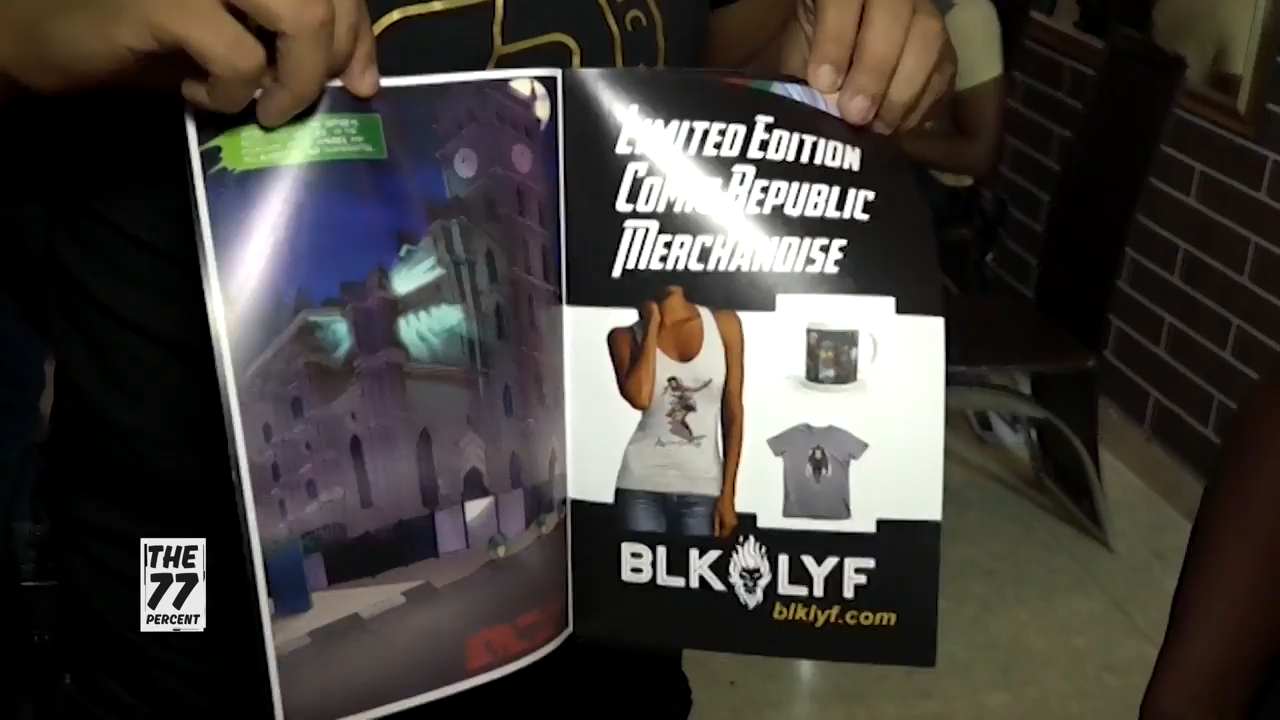 LIMITED EDITION
COMIC REPUBLIC
MERCHANDISE
BLK LYF
blklyf.com
THE
77
PERCENT